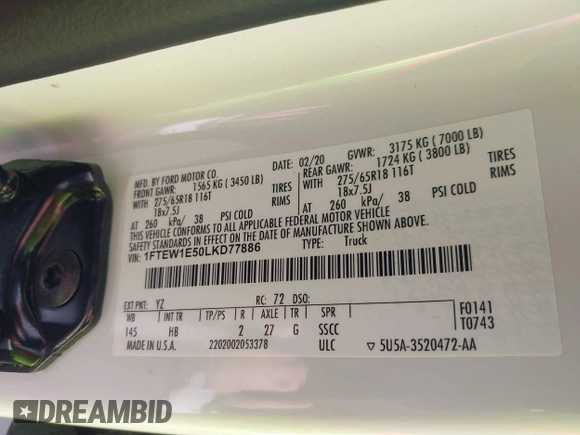 MFD. BY FORD MOTOR CO.
DATE: 02/20 GVWR: 3175 KG ( 7000 LB)
FRONT GAWR: 1565 KG ( 3450 LB)
REAR GAWR: 1724 KG ( 3800 LB)
WITH 275/65R18 116T TIRES
WITH 275/65R18 116T TIRES
18x7.5J RIMS
18x7.5J RIMS
AT 260 kPa/ 38 PSI COLD
AT 260 kPa/ 38 PSI COLD
THIS VEHICLE CONFORMS TO ALL APPLICABLE FEDERAL MOTOR VEHICLE
SAFETY STANDARDS IN EFFECT ON THE DATE OF MANUFACTURE SHOWN ABOVE.
VIN: 1FTEW1E50LKD77886
TYPE: Truck
EXT PNT: YZ RC: 72 DSO:
WB INT TR TP/PS R AXLE TR SPR
F0141
145 HB 2 27 G SSCC
T0743
MADE IN U.S.A. 2202002053378 ULC ▽ 5U5A-3520472-AA
DREAMBID